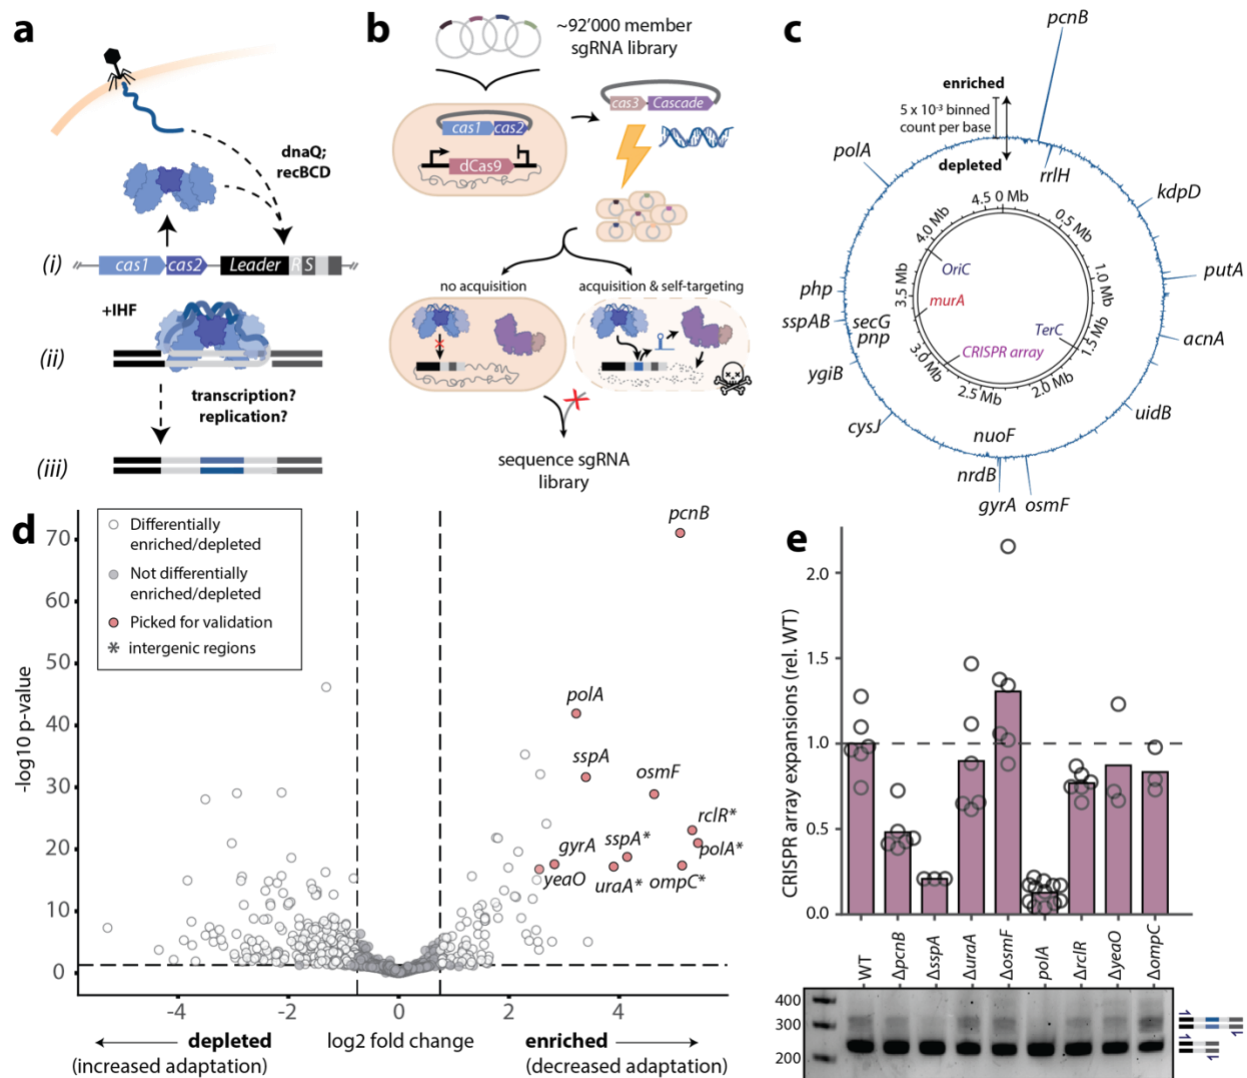 a
dnaQ;
recBCD
(i)
cas1
cas2
Leader
R
S
+IHF
(ii)
transcription?
replication?
(iii)
b
~92'000 member
sgRNA library
cas1
cas2
dCas9
cas3
Cascade
no acquisition
acquisition & self-targeting
sequence sgRNA
library
c
pcnB
enriched
5 x 10⁻³ binned
count per base
depleted
rrlH
polA
kdpD
putA
acnA
uidB
osmF
gyrA
nrdB
nuoF
cysJ
ygiB
secG
pnp
sspAB
php
4.5
0 Mb
0.5 Mb
1.0 Mb
1.5 Mb
2.0 Mb
2.5 Mb
3.0 Mb
3.5 Mb
4.0 Mb
OriC
murA
TerC
CRISPR array
d
Differentially
enriched/depleted
Not differentially
enriched/depleted
Picked for validation
* intergenic regions
-log10 p-value
70
60
50
40
30
20
10
0
pcnB
polA
sspA
osmF
rclR*
polA*
gyrA
sspA*
yeaO
uraA*
ompC*
-4
-2
0
2
4
depleted
(increased adaptation)
log2 fold change
enriched
(decreased adaptation)
e
CRISPR array expansions (rel. WT)
2.0
1.5
1.0
0.5
0.0
WT
ΔpcnB
ΔsspA
ΔuraA
ΔosmF
polA
ΔrclR
ΔyeaO
ΔompC
400
300
200